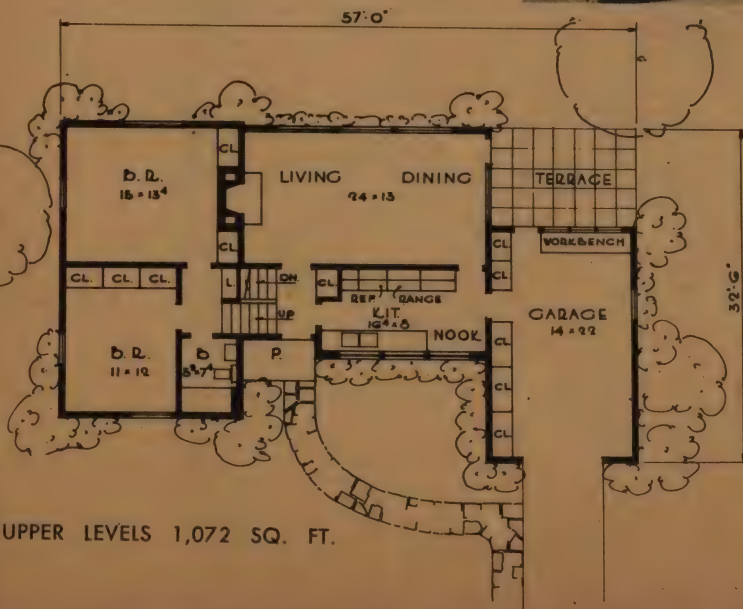 57'-0"
B. R.
15 × 13⁴
CL
LIVING DINING
24 × 13
TERRACE
CL
CL. CL. CL.
L.
DN.
UP
CL
REF. RANGE
KIT.
16⁴ × 8
NOOK
CL
CL
WORKBENCH
GARAGE
14 × 22
32'-6"
B. R.
11 × 12
B.
P.
CL
CL
CL
UPPER LEVELS 1,072 SQ. FT.